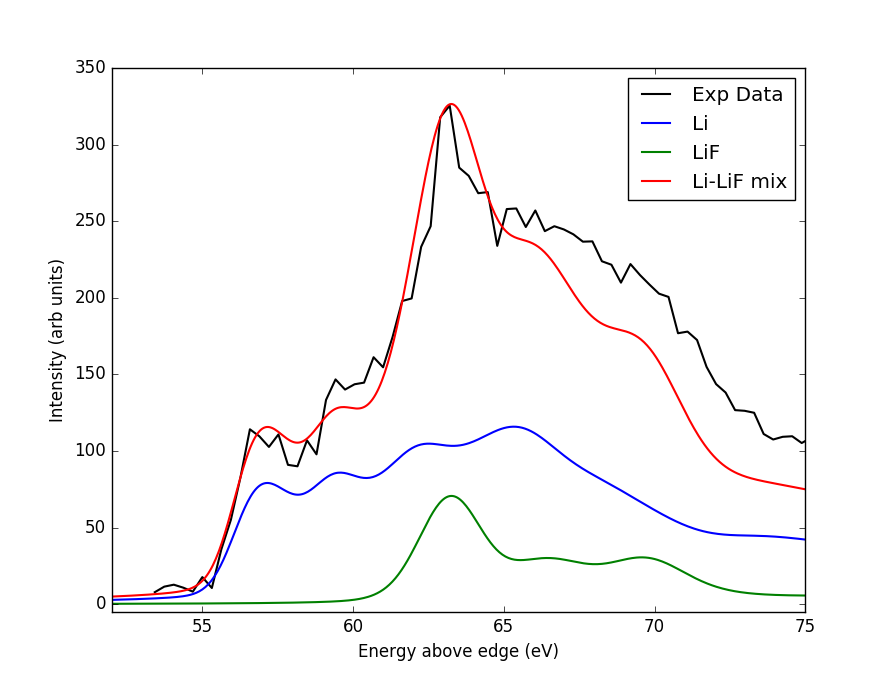 350
300
250
200
150
100
50
0
Intensity (arb units)
Exp Data
Li
LiF
Li-LiF mix
55 60 65 70 75
Energy above edge (eV)